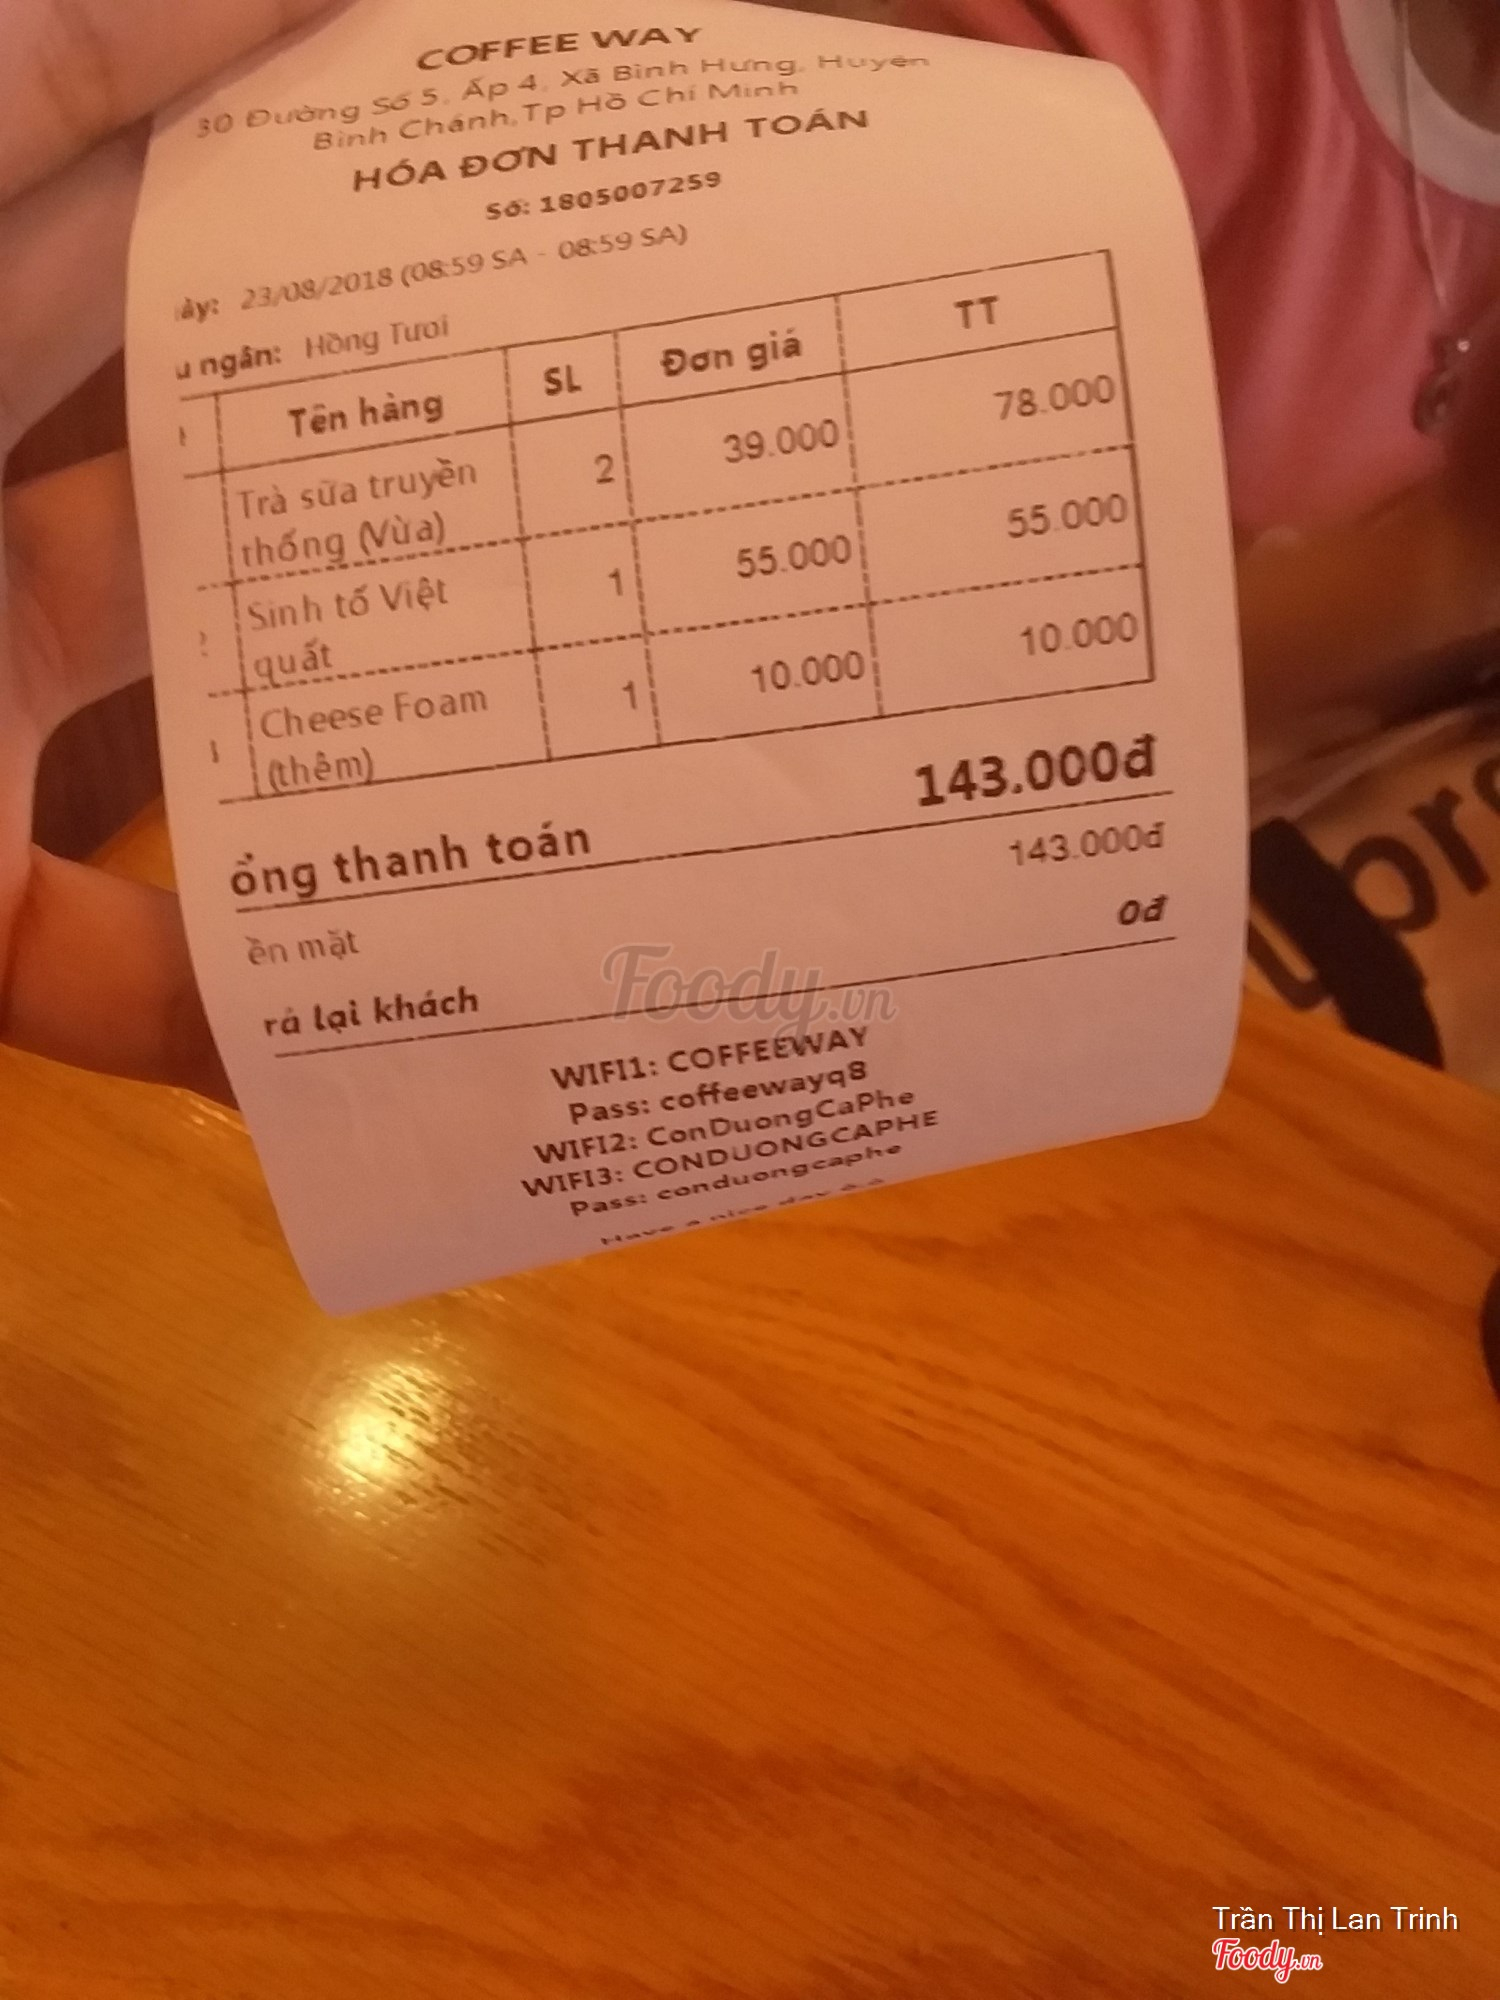 COFFEE WAY
30 Đường Số 5, Ấp 4, Xã Bình Hưng, Huyện
Bình Chánh, Tp Hồ Chí Minh
HÓA ĐƠN THANH TOÁN
Số: 1805007259
ày: 23/08/2018 (08:59 SA - 08:59 SA)
u ngân: Hồng Tươi
Tên hàng SL Đơn giá TT
Trà sữa truyền 2 39.000 78.000
thống (Vừa)
Sinh tố Việt 1 55.000 55.000
quất
Cheese Foam 1 10.000 10.000
(thêm)
ổng thanh toán 143.000đ
ền mặt 143.000đ
rả lại khách 0đ
Foody.vn
WIFI1: COFFEEWAY
Pass: coffeewayq8
WIFI2: ConDuongCaPhe
WIFI3: CONDUONGCAPHE
Pass: conduongcaphe
Have a nice day
Trần Thị Lan Trinh
Foody.vn